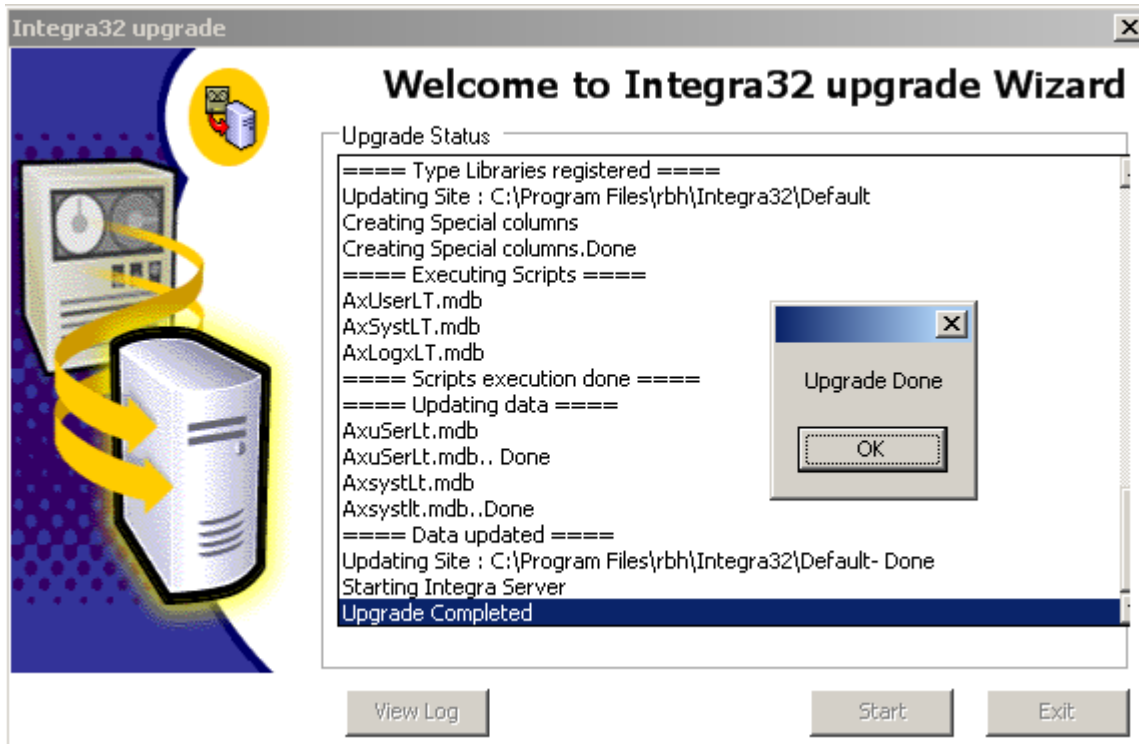 Integra32 upgrade
Welcome to Integra32 upgrade Wizard
Upgrade Status
==== Type Libraries registered ====
Updating Site : C:\Program Files\rbh\Integra32\Default
Creating Special columns
Creating Special columns.Done
==== Executing Scripts ====
AxUserLT.mdb
AxSystLT.mdb
AxLogxLT.mdb
==== Scripts execution done ====
==== Updating data ====
AxuSerLt.mdb
AxuSerLt.mdb.. Done
AxsystLt.mdb
Axsystlt.mdb..Done
==== Data updated ====
Updating Site : C:\Program Files\rbh\Integra32\Default- Done
Starting Integra Server
Upgrade Completed
Upgrade Done
OK
View Log
Start
Exit